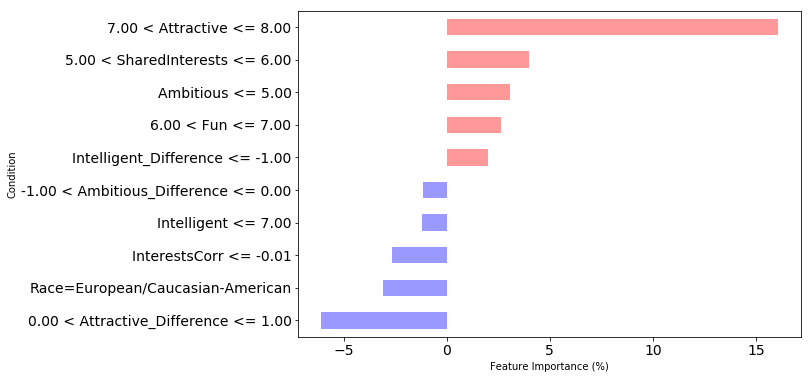 7.00 < Attractive <= 8.00
5.00 < SharedInterests <= 6.00
Ambitious <= 5.00
6.00 < Fun <= 7.00
Intelligent_Difference <= -1.00
-1.00 < Ambitious_Difference <= 0.00
Intelligent <= 7.00
InterestsCorr <= -0.01
Race=European/Caucasian-American
0.00 < Attractive_Difference <= 1.00
Condition
−5 0 5 10 15
Feature Importance (%)